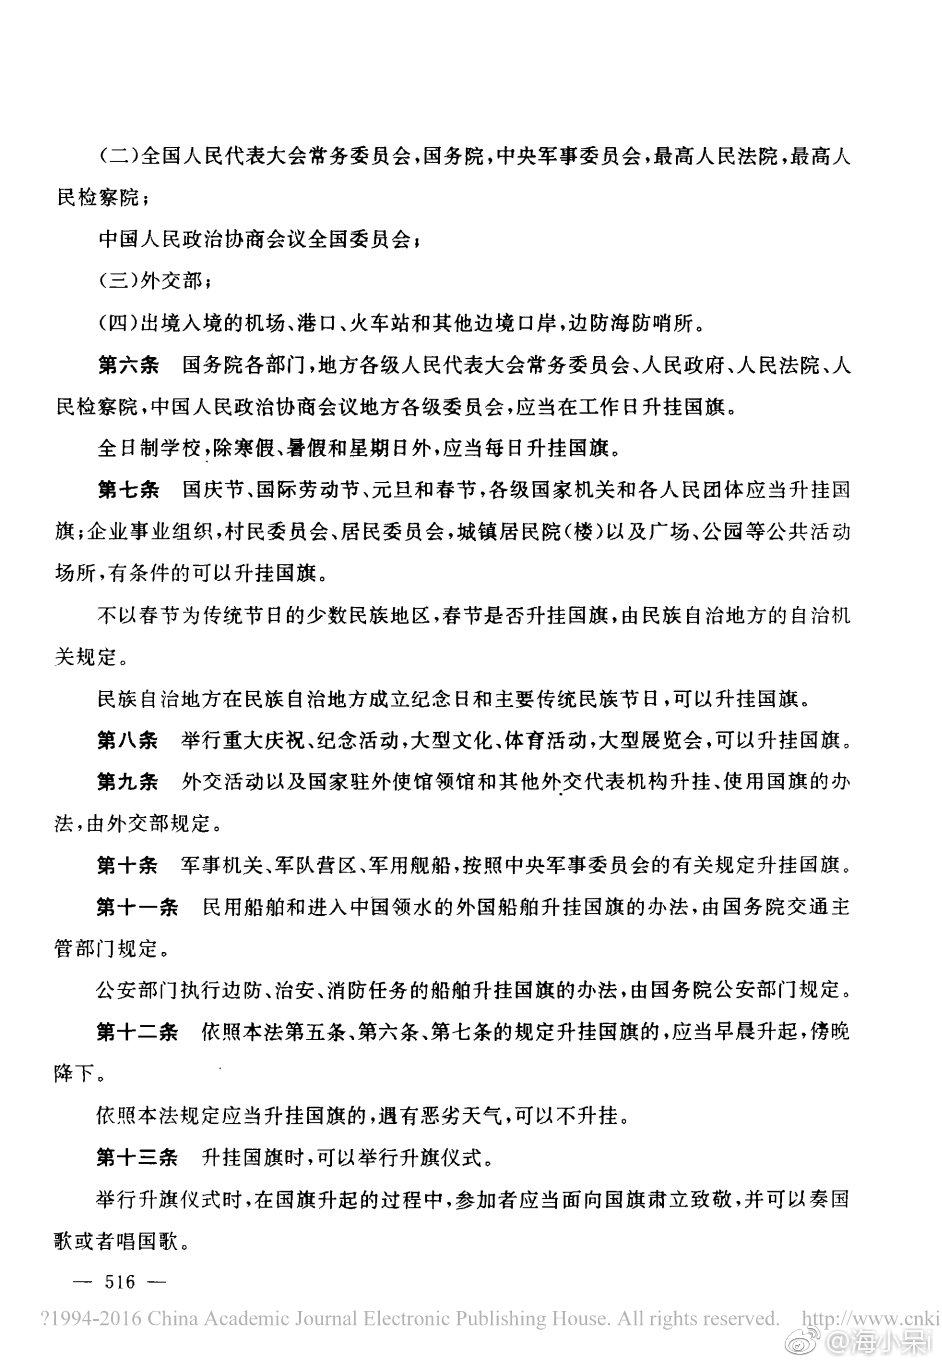 (二)全国人民代表大会常务委员会,国务院,中央军事委员会,最高人民法院,最高人
民检察院;
中国人民政治协商会议全国委员会;
(三)外交部;
(四)出境入境的机场、港口、火车站和其他边境口岸,边防海防哨所。
第六条 国务院各部门,地方各级人民代表大会常务委员会、人民政府、人民法院、人
民检察院,中国人民政治协商会议地方各级委员会,应当在工作日升挂国旗。
全日制学校,除寒假、暑假和星期日外,应当每日升挂国旗。
第七条 国庆节、国际劳动节、元旦和春节,各级国家机关和各人民团体应当升挂国
旗;企业事业组织,村民委员会、居民委员会,城镇居民院(楼)以及广场、公园等公共活动
场所,有条件的可以升挂国旗。
不以春节为传统节日的少数民族地区,春节是否升挂国旗,由民族自治地方的自治机
关规定。
民族自治地方在民族自治地方成立纪念日和主要传统民族节日,可以升挂国旗。
第八条 举行重大庆祝、纪念活动,大型文化、体育活动,大型展览会,可以升挂国旗。
第九条 外交活动以及国家驻外使馆领馆和其他外交代表机构升挂、使用国旗的办
法,由外交部规定。
第十条 军事机关、军队营区、军用舰船,按照中央军事委员会的有关规定升挂国旗。
第十一条 民用船舶和进入中国领水的外国船舶升挂国旗的办法,由国务院交通主
管部门规定。
公安部门执行边防、治安、消防任务的船舶升挂国旗的办法,由国务院公安部门规定。
第十二条 依照本法第五条、第六条、第七条的规定升挂国旗的,应当早晨升起,傍晚
降下。
依照本法规定应当升挂国旗的,遇有恶劣天气,可以不升挂。
第十三条 升挂国旗时,可以举行升旗仪式。
举行升旗仪式时,在国旗升起的过程中,参加者应当面向国旗肃立致敬,并可以奏国
歌或者唱国歌。
— 516 —
?1994-2016 China Academic Journal Electronic Publishing House. All rights reserved. http://www.cnki
@海小呆i